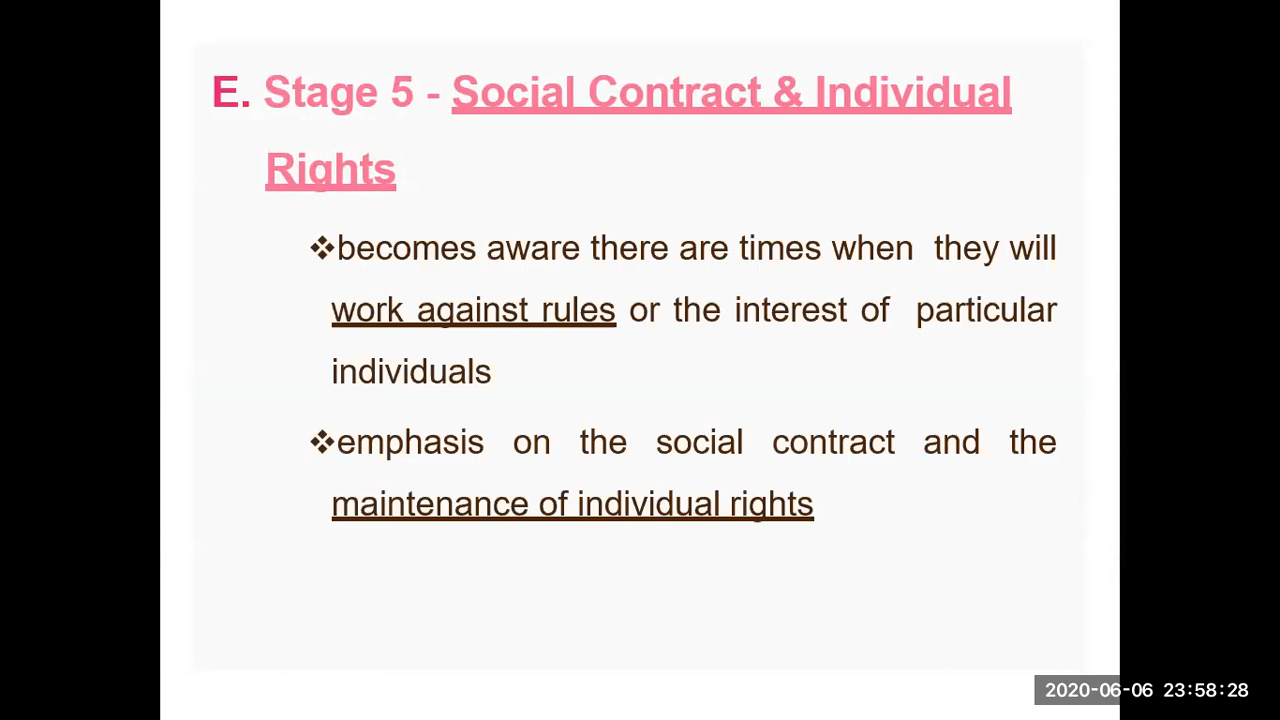 E. Stage 5 - Social Contract & Individual
Rights
❖becomes aware there are times when they will
work against rules or the interest of particular
individuals
❖emphasis on the social contract and the
maintenance of individual rights
2020-06-06 23:58:28